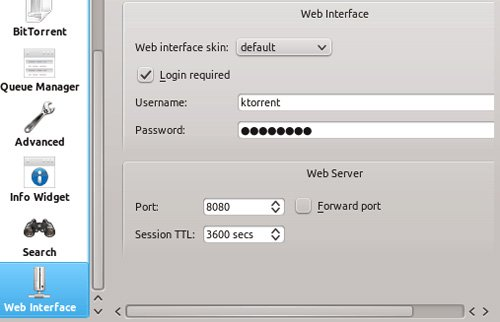 BitTorrent
Queue Manager
Advanced
Info Widget
Search
Web Interface
Web Interface
Web interface skin: default
Login required
Username: ktorrent
Password: ●●●●●●●●
Web Server
Port: 8080 Forward port
Session TTL: 3600 secs